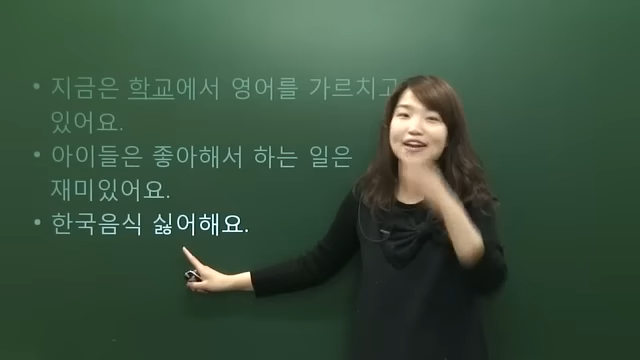 • 지금은 학교에서 영어를 가르치고
있어요.
• 아이들은 좋아해서 하는 일은
재미있어요.
• 한국음식 싫어해요.